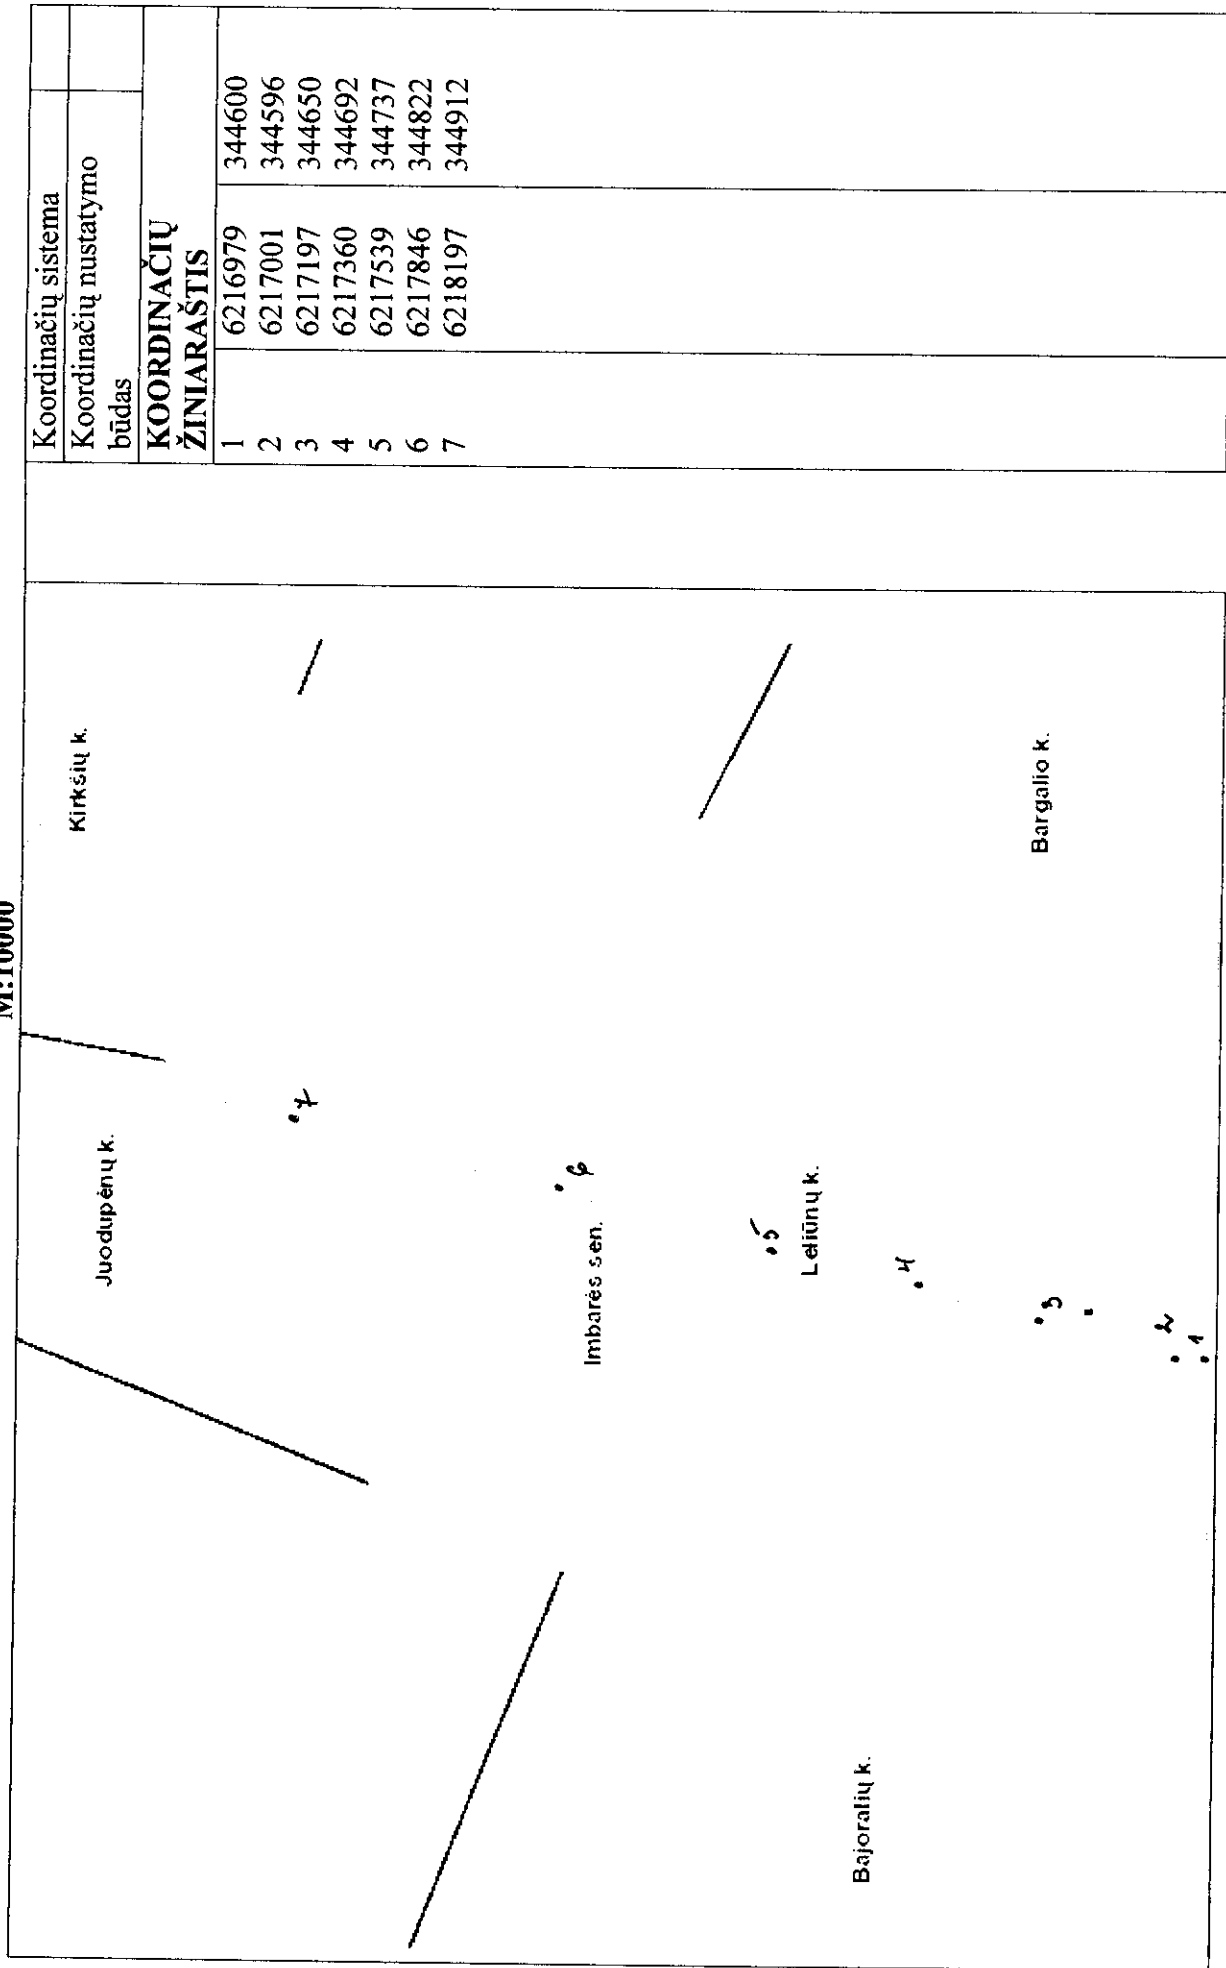 M:10000
Kirkšių k.
Juodupėnų k.
Imbarės sen.
Leliūnų k.
Bajoralių k.
Bargalio k.
7
6
5
4
3
2
1
Koordinačių sistema
Koordinačių nustatymo
būdas
KOORDINAČIŲ
ŽINIARAŠTIS
1 6216979 344600
2 6217001 344596
3 6217197 344650
4 6217360 344692
5 6217539 344737
6 6217846 344822
7 6218197 344912